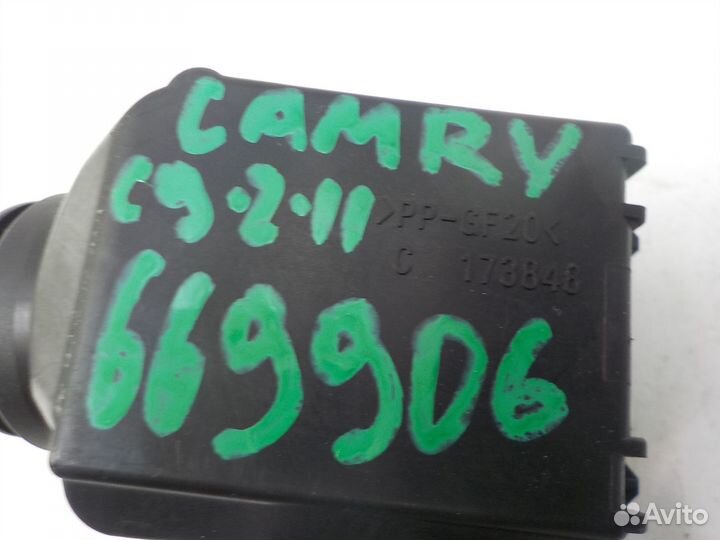 CAMRY
C9·2·11
>PP-GF20<
C 173848
669906
Avito